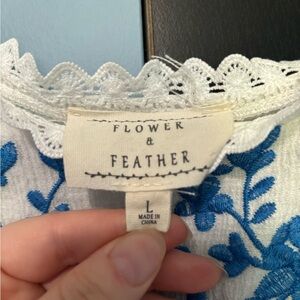 FLOWER
&
FEATHER
L
MADE IN
CHINA